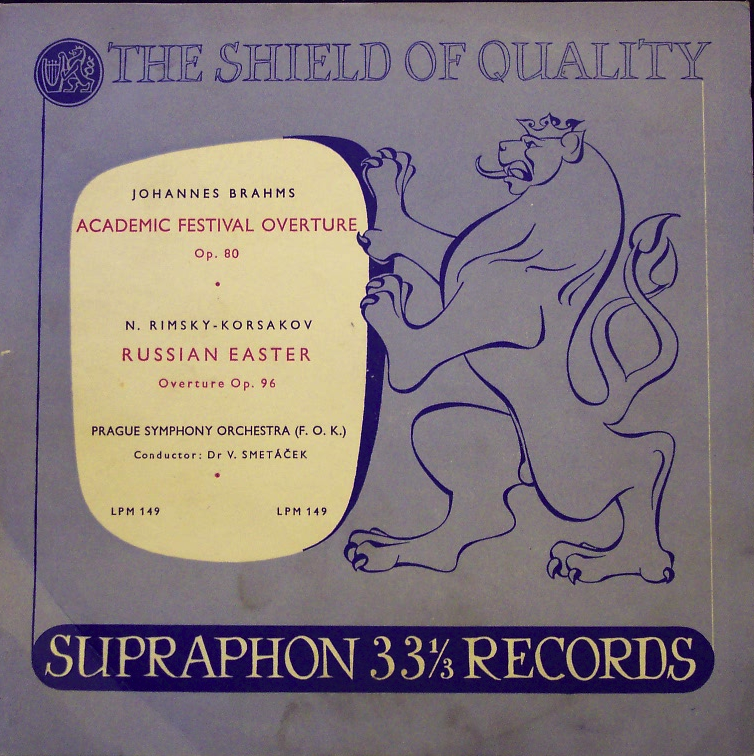 THE SHIELD OF QUALITY
JOHANNES BRAHMS
ACADEMIC FESTIVAL OVERTURE
Op. 80
N. RIMSKY-KORSAKOV
RUSSIAN EASTER
Overture Op. 96
PRAGUE SYMPHONY ORCHESTRA (F. O. K.)
Conductor: Dr V. SMETÁČEK
LPM 149 LPM 149
SUPRAPHON 33⅓ RECORDS